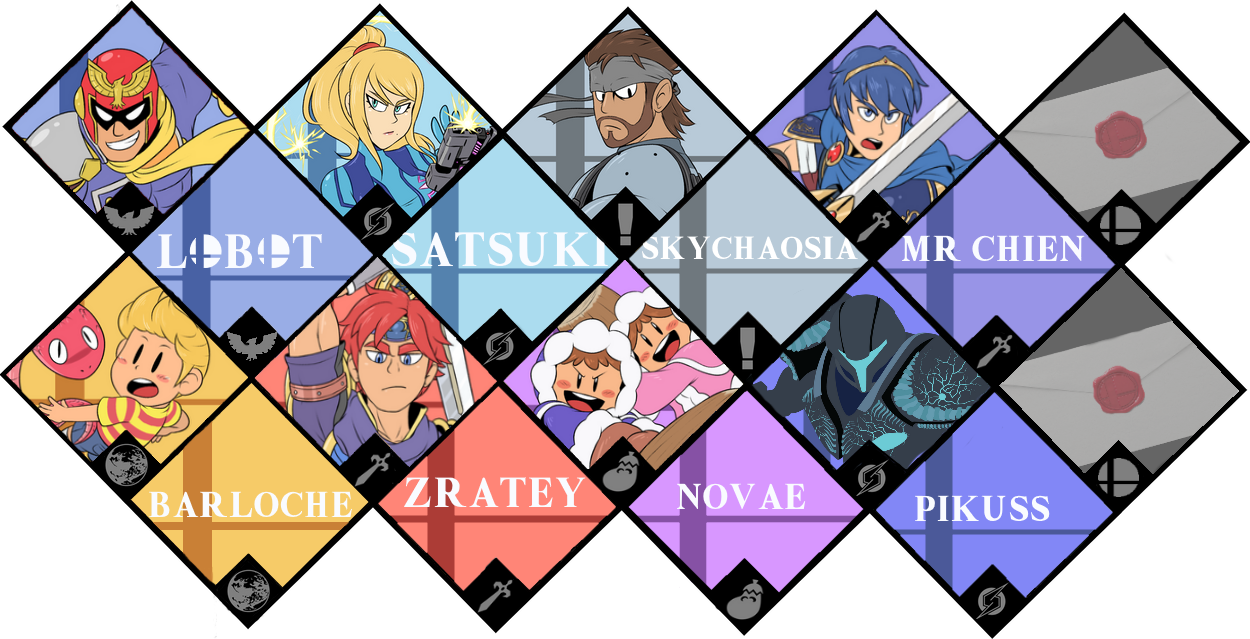 LOBOT
SATSUKI
SKYCHAOSIA
MR CHIEN
BARLOCHE
ZRATEY
NOVAE
PIKUSS